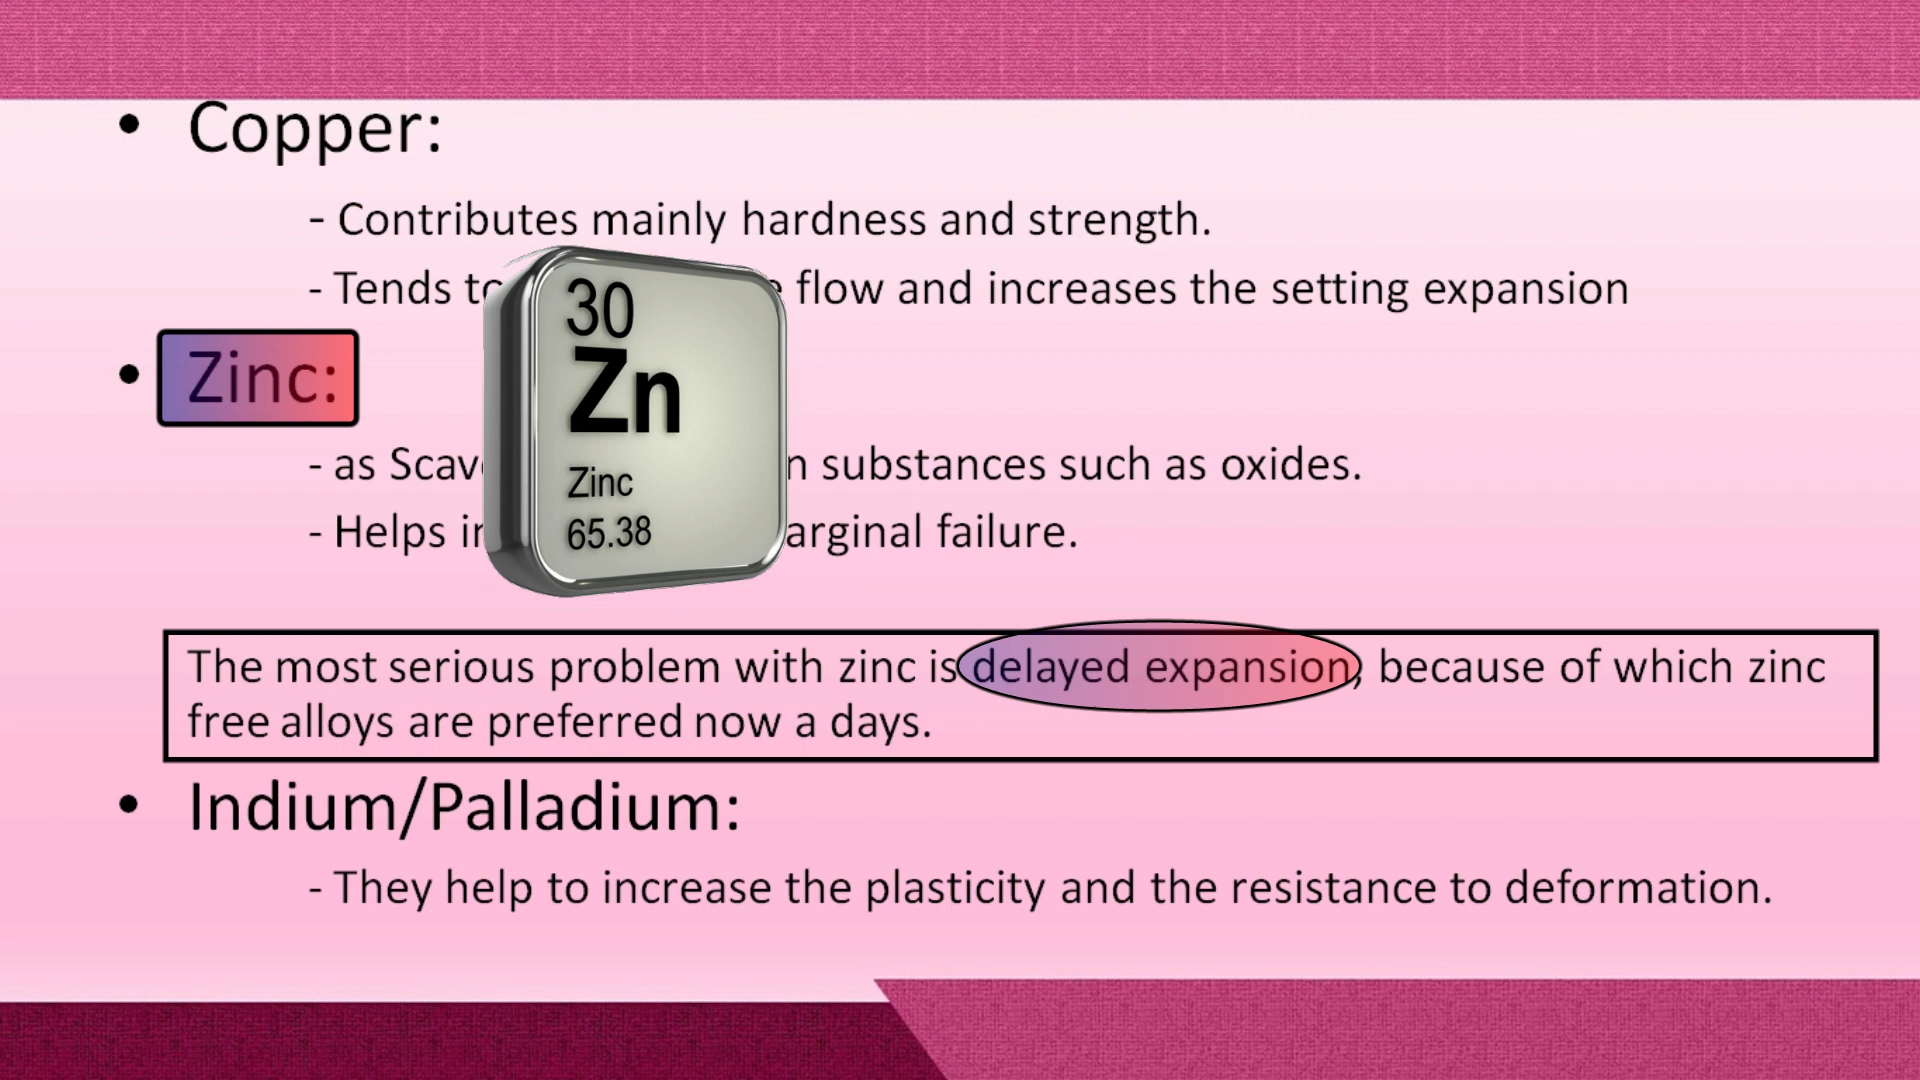 • Copper:
- Contributes mainly hardness and strength.
- Tends flow and increases the setting expansion
• Zinc:
- as substances such as oxides.
- Helps failure.
30
Zn
Zinc
65.38
The most serious problem with zinc is delayed expansion, because of which zinc
free alloys are preferred now a days.
• Indium/Palladium:
- They help to increase the plasticity and the resistance to deformation.